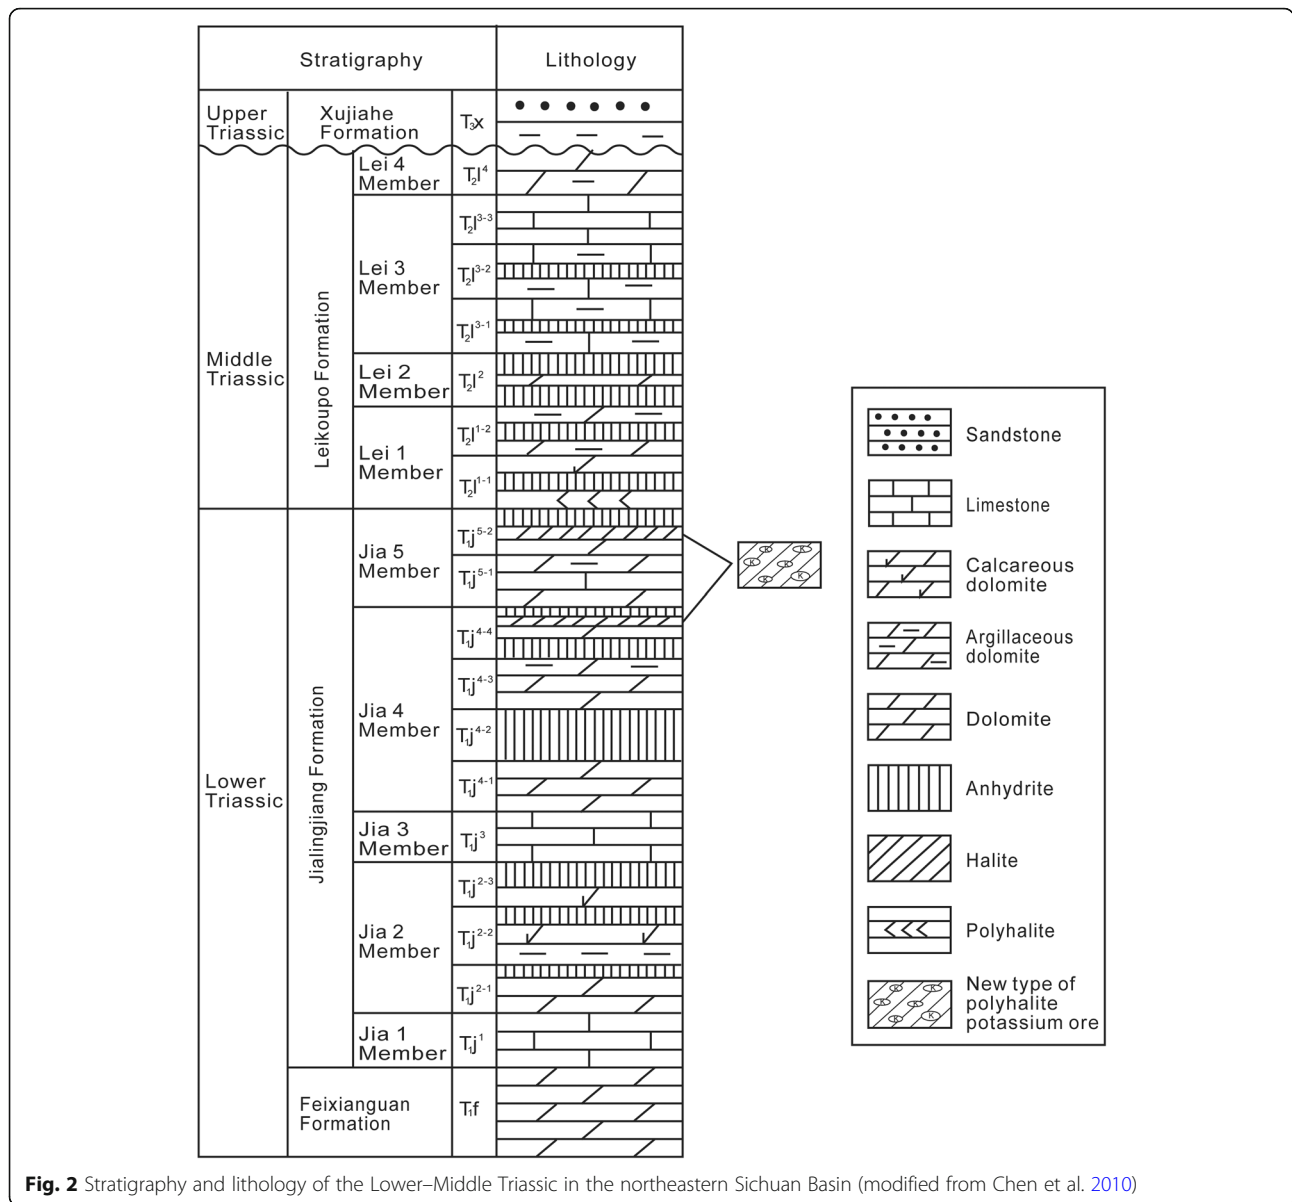 Stratigraphy Lithology
Upper
Triassic
Xujiahe
Formation
T₃x
Lei 4
Member
T₂l⁴
Middle
Triassic
Leikoupo Formation
Lei 3
Member
T₂l³⁻³
T₂l³⁻²
T₂l³⁻¹
Lei 2
Member
T₂l²
Lei 1
Member
T₂l¹⁻²
T₂l¹⁻¹
Lower
Triassic
Jialingjiang Formation
Jia 5
Member
T₁j⁵⁻²
T₁j⁵⁻¹
Jia 4
Member
T₁j⁴⁻⁴
T₁j⁴⁻³
T₁j⁴⁻²
T₁j⁴⁻¹
Jia 3
Member
T₁j³
Jia 2
Member
T₁j²⁻³
T₁j²⁻²
T₁j²⁻¹
Jia 1
Member
T₁j¹
Feixianguan
Formation
T₁f
K K
K K
K K
Sandstone
Limestone
Calcareous
dolomite
Argillaceous
dolomite
Dolomite
Anhydrite
Halite
Polyhalite
K K
K K
K K
New type of
polyhalite
potassium ore
Fig. 2 Stratigraphy and lithology of the Lower–Middle Triassic in the northeastern Sichuan Basin (modified from Chen et al. 2010)